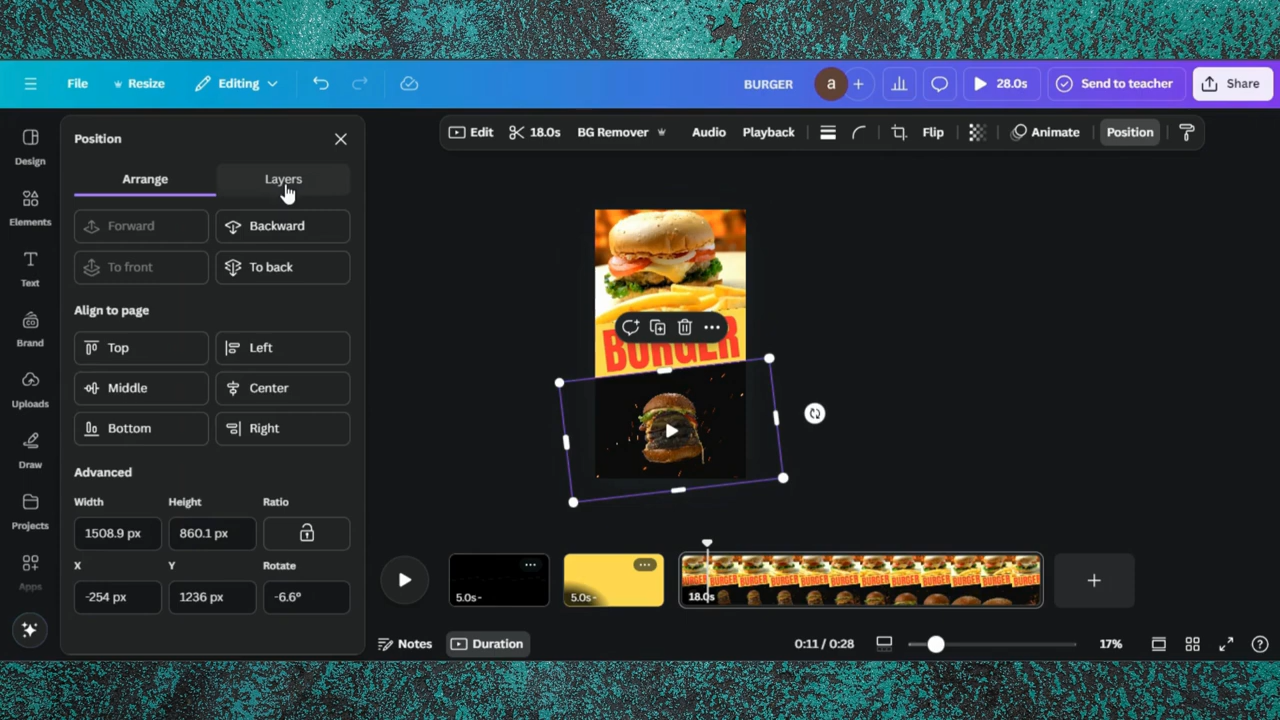 File
Resize
Editing
BURGER
a
28.0s
Send to teacher
Share
Design
Elements
Text
Brand
Uploads
Draw
Projects
Apps
Position
Arrange
Layers
Forward
Backward
To front
To back
Align to page
Top
Left
Middle
Center
Bottom
Right
Advanced
Width
Height
Ratio
1508.9 px
860.1 px
X
Y
Rotate
-254 px
1236 px
-6.6°
Edit
18.0s
BG Remover
Audio
Playback
Flip
Animate
Position
BURGER
5.0s-
5.0s-
18.0s
Notes
Duration
0:11 / 0:28
17%